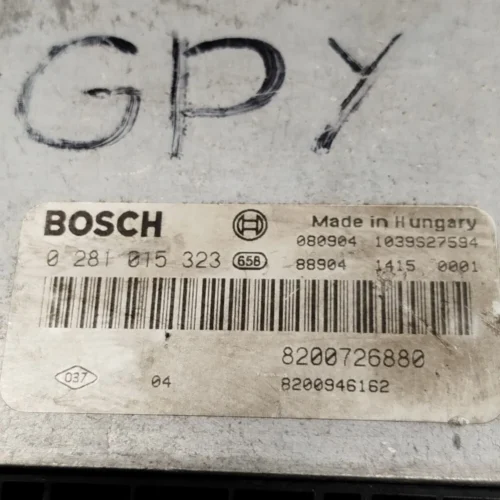 GPY
BOSCH Made in Hungary
080904 1039S27594
0 281 015 323 658 88904 1415 0001
8200726880
037 04 8200946162